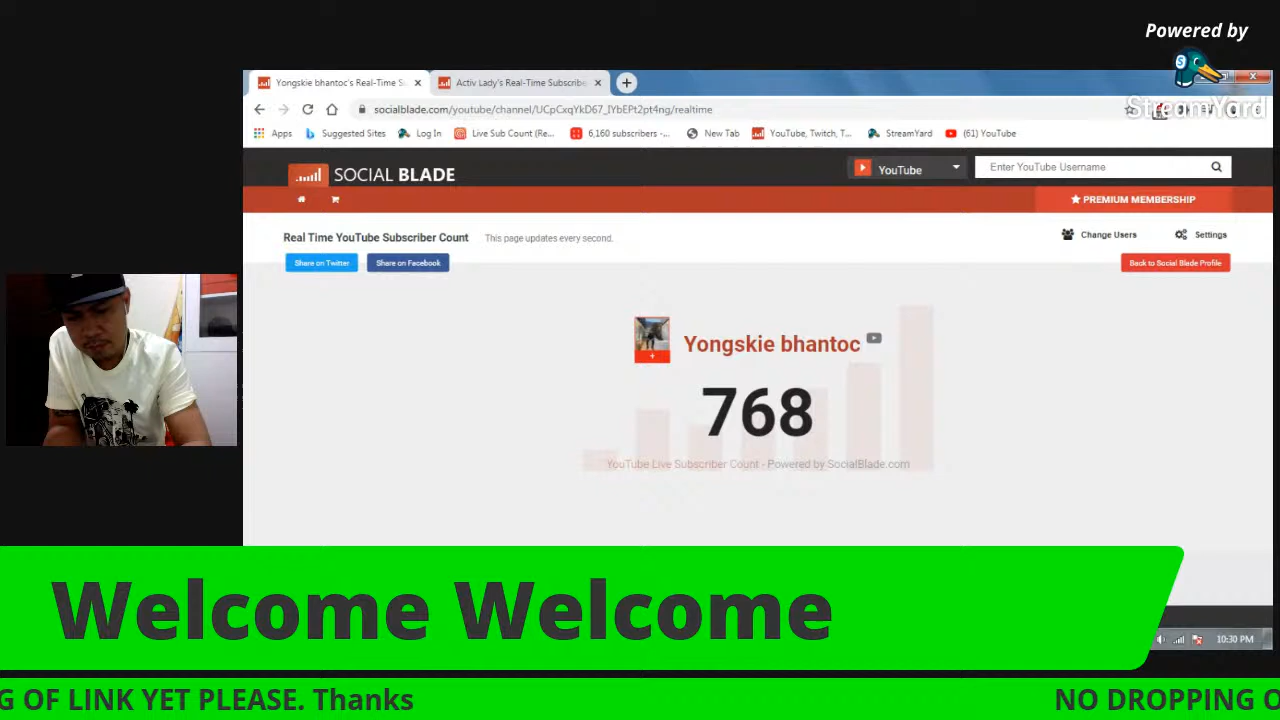 Powered by
StreamYard
Yongskie bhantoc's Real-Time S
Activ Lady's Real-Time Subscribe
socialblade.com/youtube/channel/UCpCxqYkD67_IYbEPt2pt4ng/realtime
Apps
Suggested Sites
Log In
Live Sub Count (Re...
6,160 subscribers -...
New Tab
YouTube, Twitch, T...
StreamYard
(61) YouTube
SOCIAL BLADE
YouTube
Enter YouTube Username
PREMIUM MEMBERSHIP
Real Time YouTube Subscriber Count
This page updates every second.
Change Users
Settings
Share on Twitter
Share on Facebook
Back to Social Blade Profile
Yongskie bhantoc
768
YouTube Live Subscriber Count - Powered by SocialBlade.com
Welcome Welcome
10:30 PM
G OF LINK YET PLEASE. Thanks
NO DROPPING O